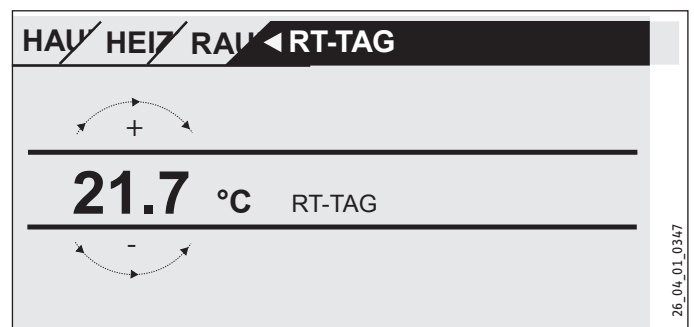 HAU HEIZ RAU ◄ RT-TAG
+
21.7 °C RT-TAG
-
26_04_01_0347